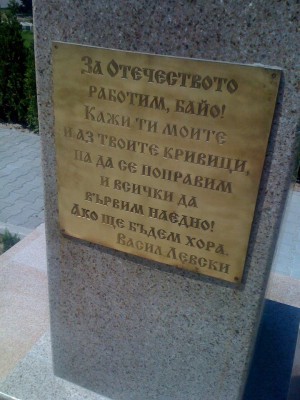 За Отечеството
работим, байо!
Кажи ти моите
и аз твоите кривици,
па да се поправим
и всички да
вървим наедно!
Ако ще бъдем хора.
Васил Левски